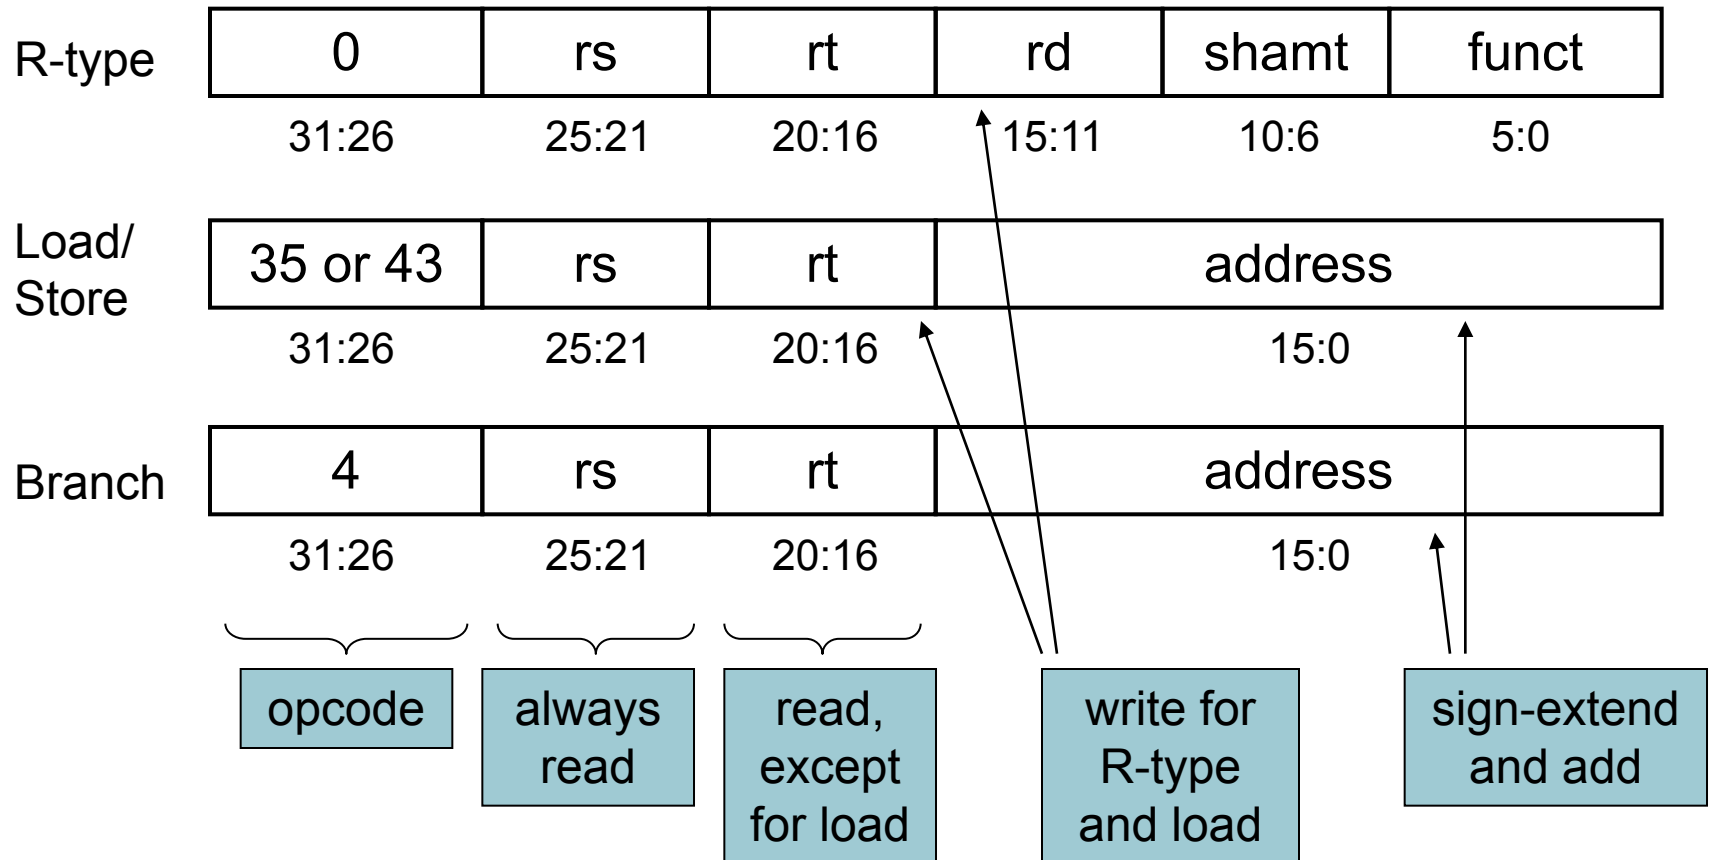 R-type 0 rs rt rd shamt funct
31:26 25:21 20:16 15:11 10:6 5:0
Load/
Store
35 or 43 rs rt address
31:26 25:21 20:16 15:0
Branch 4 rs rt address
31:26 25:21 20:16 15:0
opcode
always
read
read,
except
for load
write for
R-type
and load
sign-extend
and add